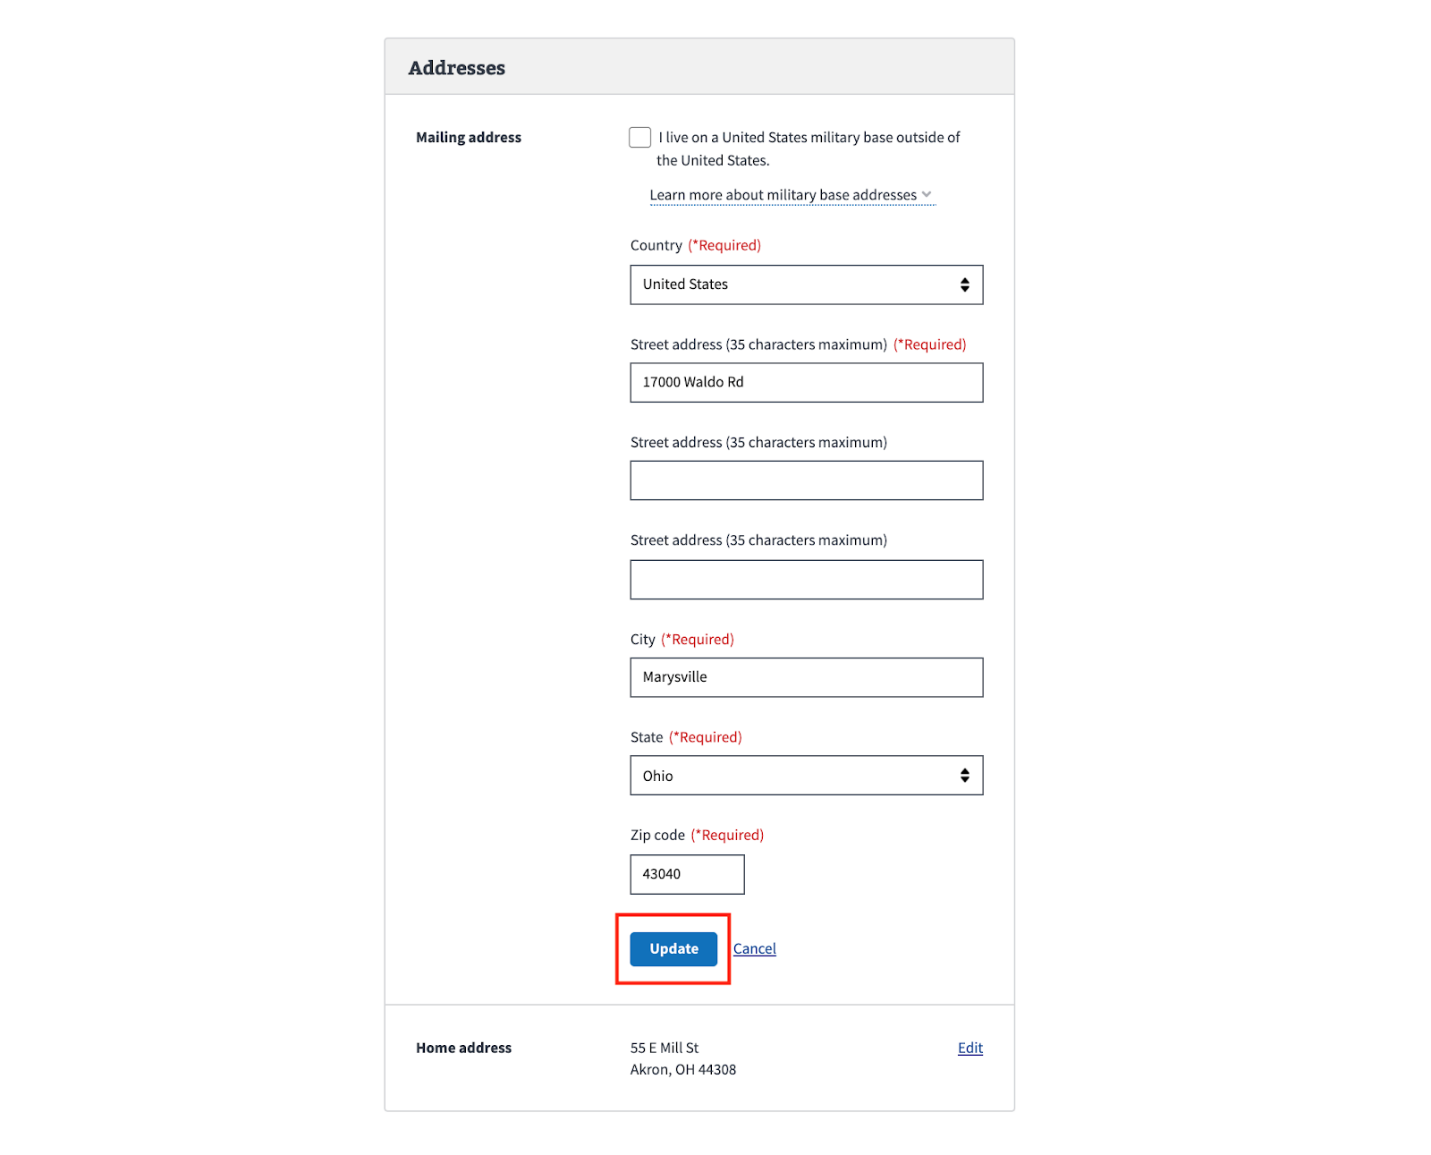 Addresses
Mailing address
I live on a United States military base outside of
the United States.
Learn more about military base addresses
Country (*Required)
United States
Street address (35 characters maximum) (*Required)
17000 Waldo Rd
Street address (35 characters maximum)
Street address (35 characters maximum)
City (*Required)
Marysville
State (*Required)
Ohio
Zip code (*Required)
43040
Update Cancel
Home address
55 E Mill St
Akron, OH 44308
Edit